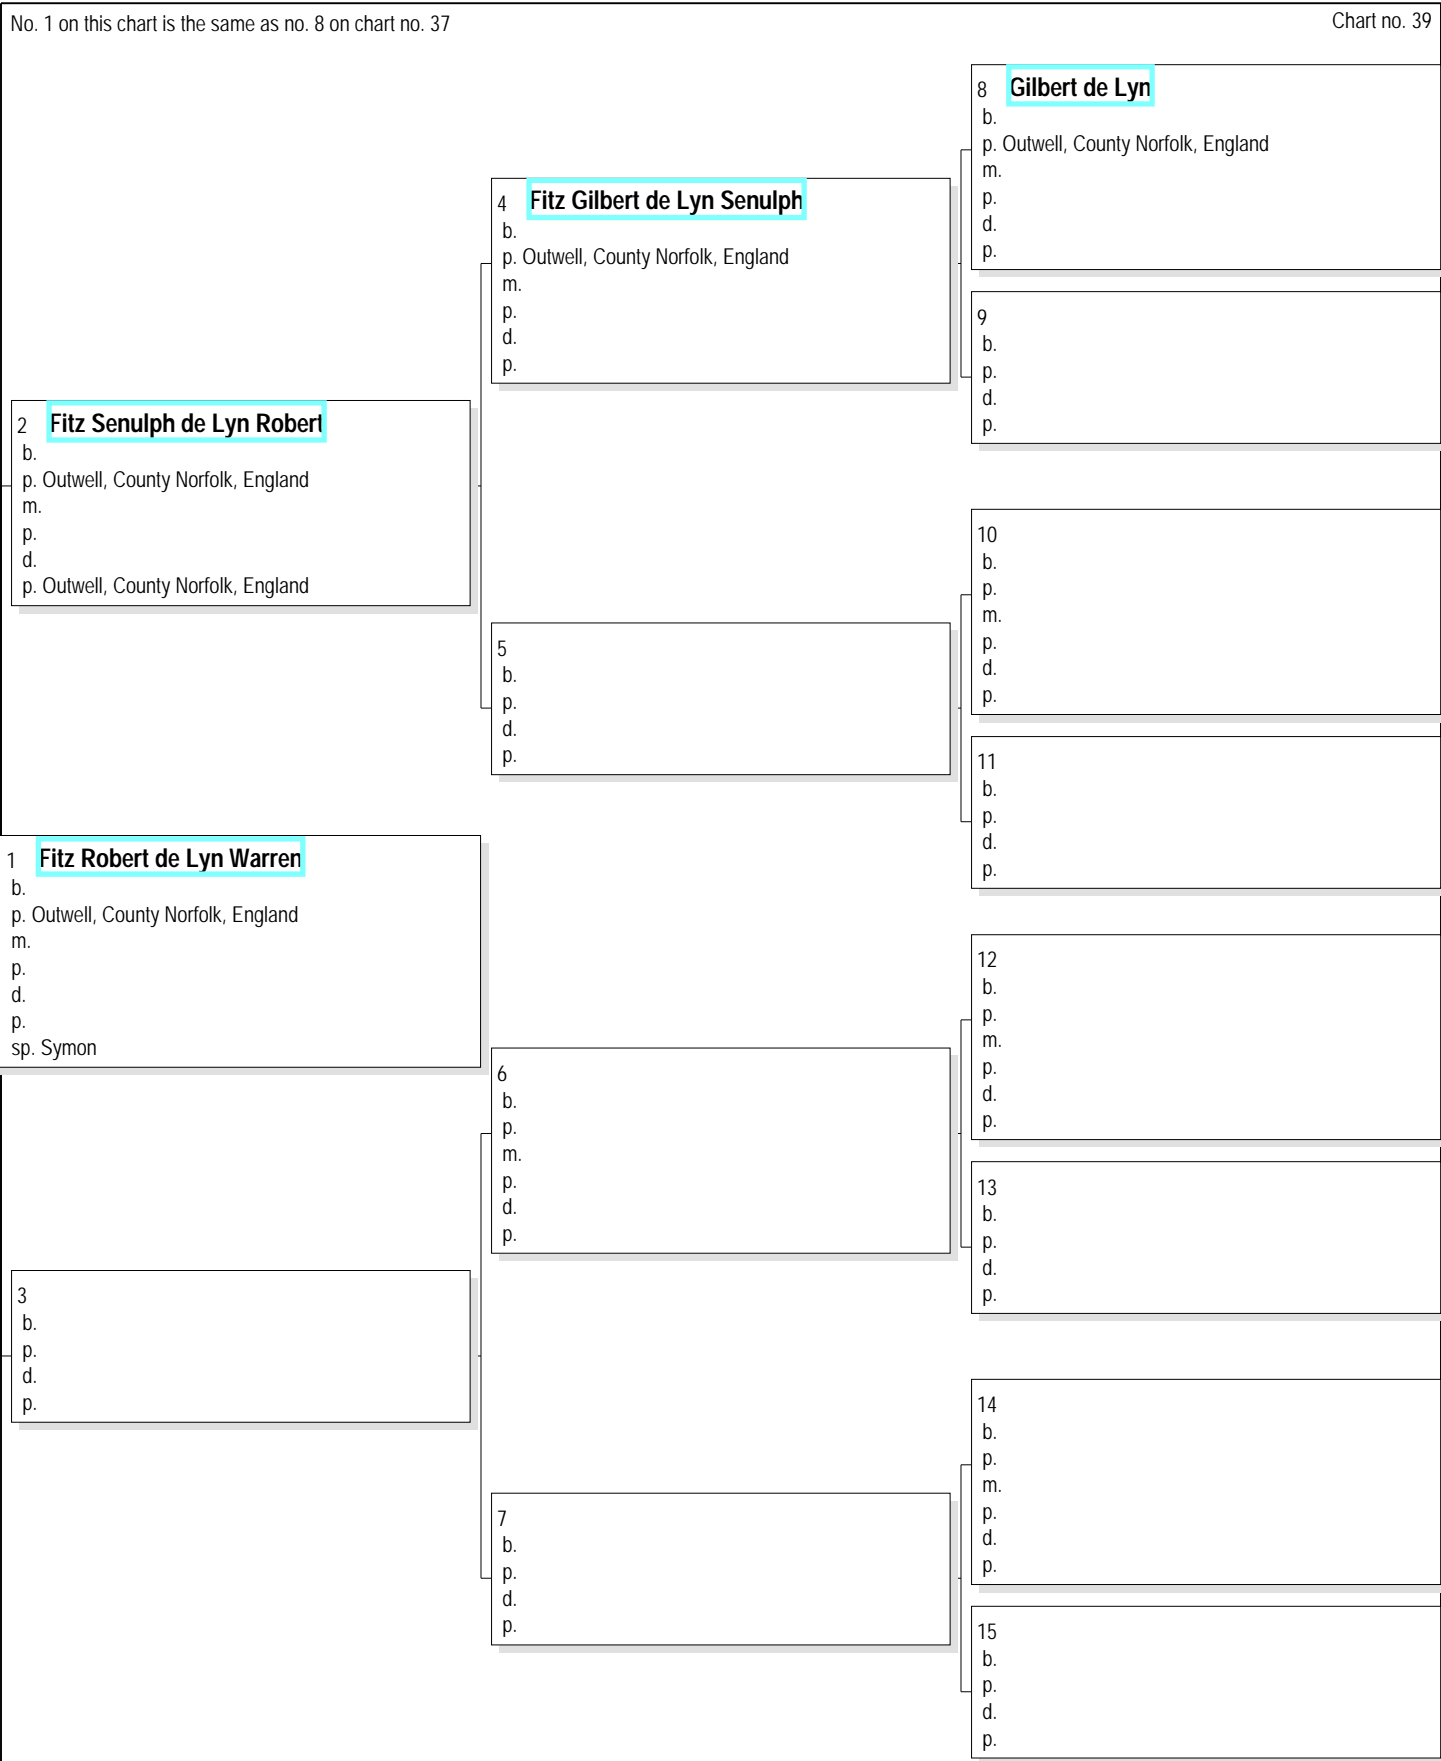 No. 1 on this chart is the same as no. 8 on chart no. 37
Chart no. 39
8 Gilbert de Lyn
b.
p. Outwell, County Norfolk, England
m.
p.
d.
p.
4 Fitz Gilbert de Lyn Senulph
b.
p. Outwell, County Norfolk, England
m.
p.
d.
p.
9
b.
p.
d.
p.
2 Fitz Senulph de Lyn Robert
b.
p. Outwell, County Norfolk, England
m.
p.
d.
p. Outwell, County Norfolk, England
10
b.
p.
m.
p.
d.
p.
5
b.
p.
d.
p.
11
b.
p.
d.
p.
1 Fitz Robert de Lyn Warren
b.
p. Outwell, County Norfolk, England
m.
p.
d.
p.
sp. Symon
12
b.
p.
m.
p.
d.
p.
6
b.
p.
m.
p.
d.
p.
13
b.
p.
d.
p.
3
b.
p.
d.
p.
14
b.
p.
m.
p.
d.
p.
7
b.
p.
d.
p.
15
b.
p.
d.
p.